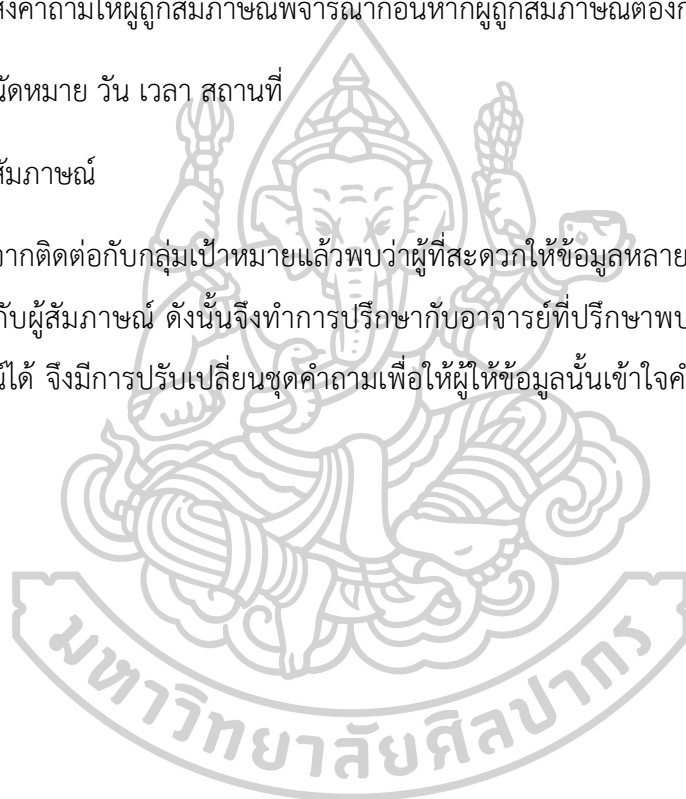 ส่งคำถามให้ผู้ถูกสัมภาษณ์พิจารณาก่อนหากผู้ถูกสัมภาษณ์ต้องก
นัดหมาย วัน เวลา สถานที่
สัมภาษณ์
จากติดต่อกับกลุ่มเป้าหมายแล้วพบว่าผู้ที่สะดวกให้ข้อมูลหลาย
กับผู้สัมภาษณ์ ดังนั้นจึงทำการปรึกษากับอาจารย์ที่ปรึกษาพบ
ได้ จึงมีการปรับเปลี่ยนชุดคำถามเพื่อให้ผู้ให้ข้อมูลนั้นเข้าใจคำ
มหาวิทยาลัยศิลปากร